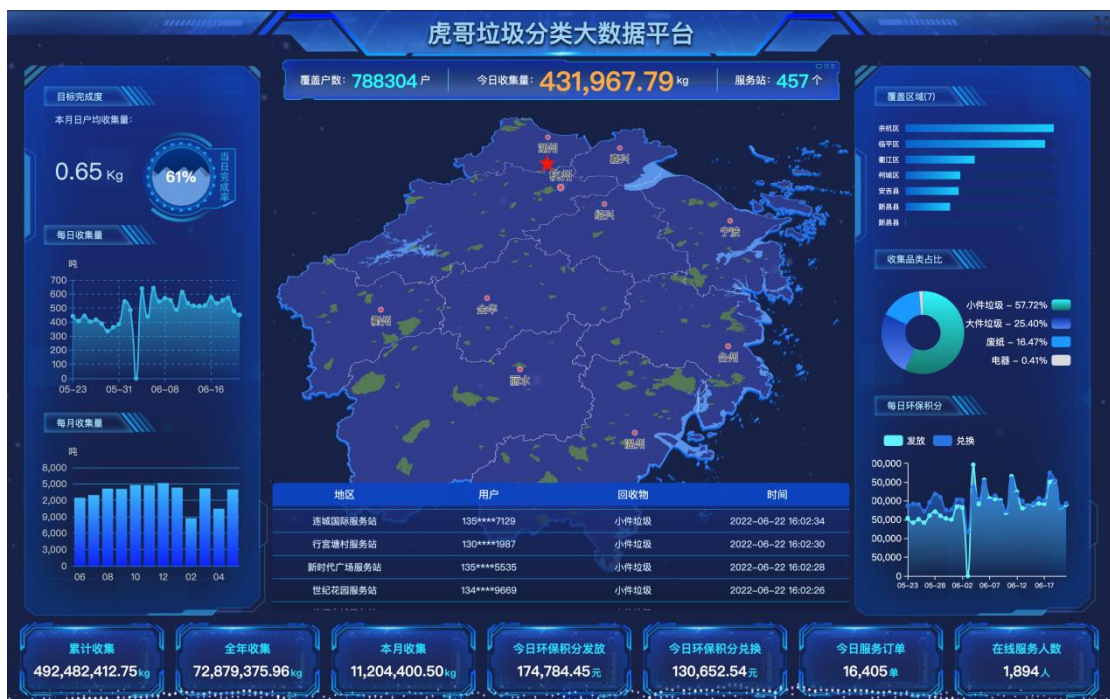 虎哥垃圾分类大数据平台
覆盖户数: 788304 户 今日收集量: 431,967.79 kg 服务站: 457 个
目标完成度
本月日户均收集量:
0.65 Kg
61%
当日完成率
每日收集量
吨
700
600
500
400
300
200
100
0
05-23 05-31 06-08 06-16
每月收集量
吨
8,000
5,000
2,000
9,000
6,000
3,000
0
06 08 10 12 02 04
湖州
嘉兴
杭州
绍兴
宁波
衢州
金华
台州
丽水
温州
地区 用户 回收物 时间
连城国际服务站 135****7129 小件垃圾 2022-06-22 16:02:34
行宫塘村服务站 130****1987 小件垃圾 2022-06-22 16:02:30
新时代广场服务站 135****5535 小件垃圾 2022-06-22 16:02:28
世纪花园服务站 134****9669 小件垃圾 2022-06-22 16:02:26
覆盖区域(7)
余杭区
临平区
衢江区
柯城区
安吉县
新昌县
新昌县
收集品类占比
小件垃圾 - 57.72%
大件垃圾 - 25.40%
废纸 - 16.47%
电器 - 0.41%
每日环保积分
发放 兑换
00,000
50,000
00,000
50,000
00,000
50,000
0
05-23 05-28 06-02 06-07 06-12 06-17
累计收集 全年收集 本月收集 今日环保积分发放 今日环保积分兑换 今日服务订单 在线服务人数
492,482,412.75 kg 72,879,375.96 kg 11,204,400.50 kg 174,784.45 元 130,652.54 元 16,405 单 1,894 人